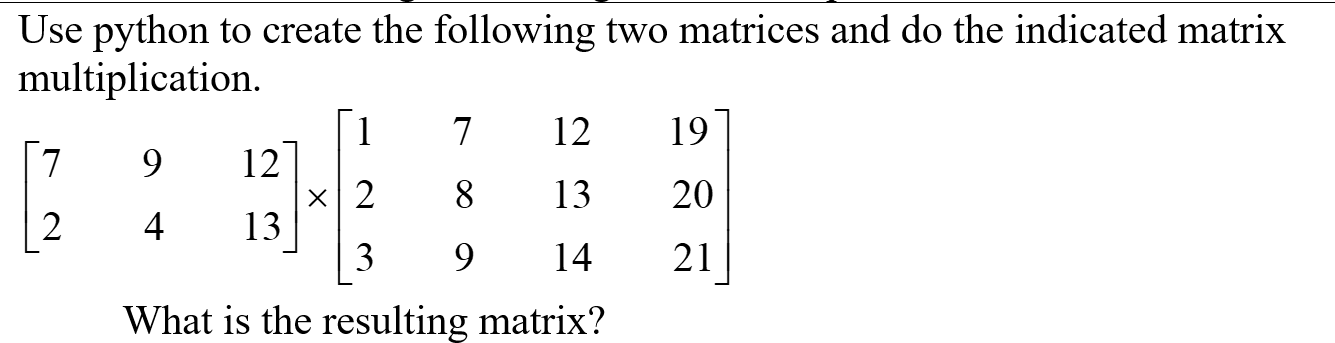 Use python to create the following two matrices and do the indicated matrix
multiplication.
[7 9 12
2 4 13] × [1 7 12 19
2 8 13 20
3 9 14 21]
What is the resulting matrix?